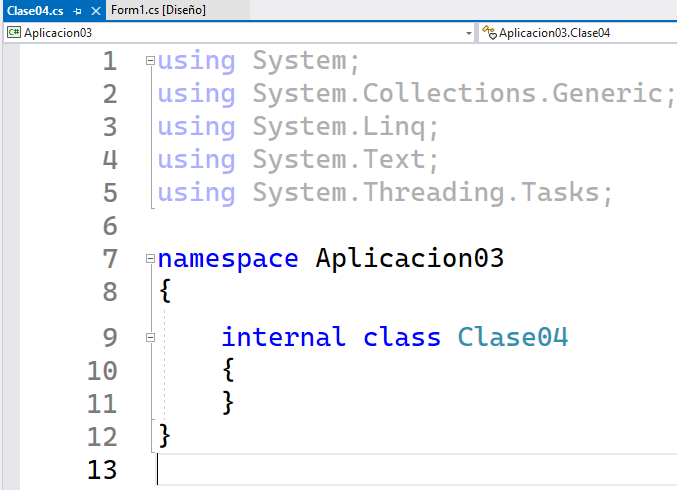 Clase04.cs
Form1.cs [Diseño]
C# Aplicacion03
Aplicacion03.Clase04
1 using System;
2 using System.Collections.Generic;
3 using System.Linq;
4 using System.Text;
5 using System.Threading.Tasks;
6
7 namespace Aplicacion03
8 {
9 internal class Clase04
10 {
11 }
12 }
13